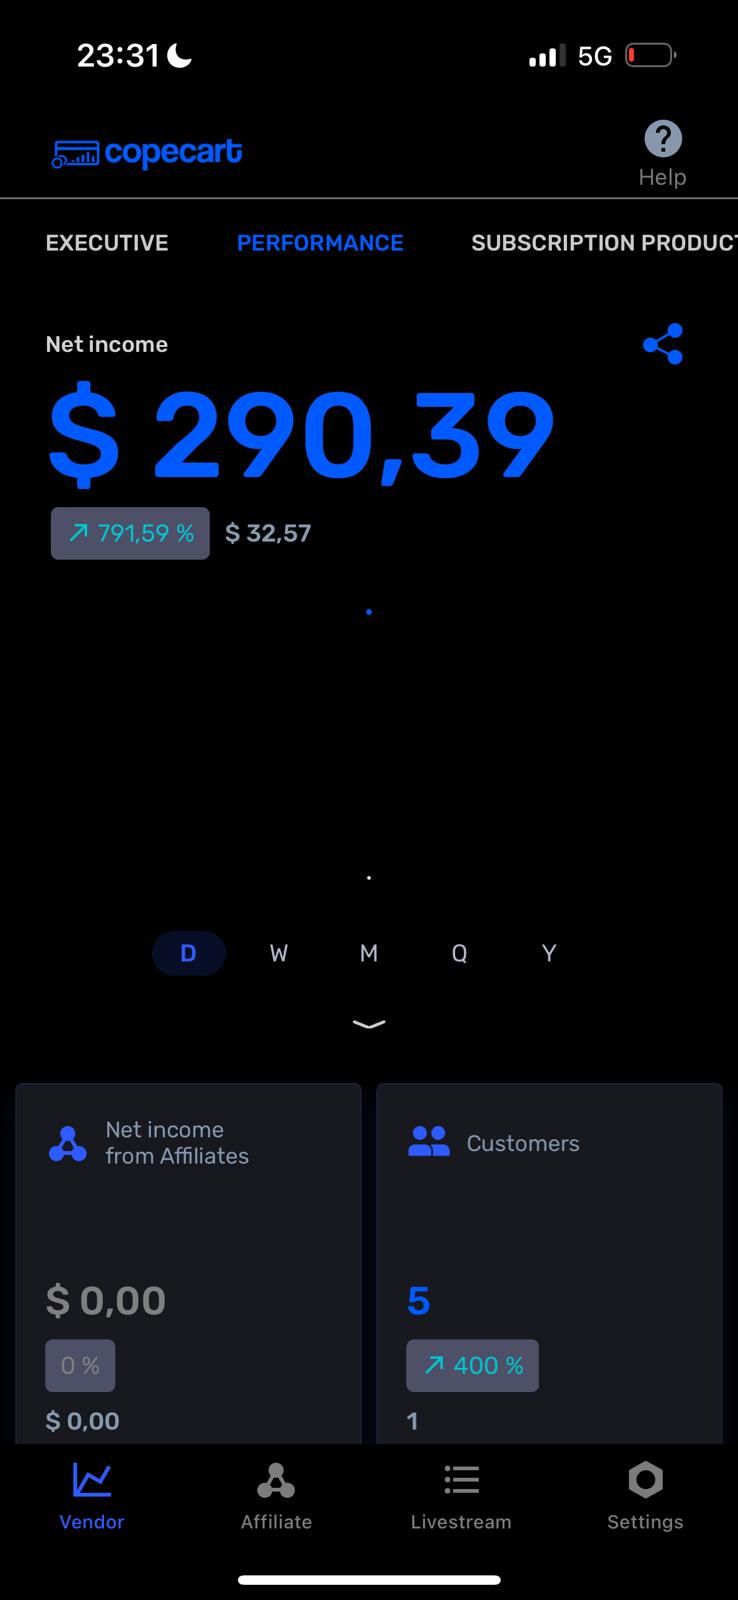 23:31
5G
copecart
?
Help
EXECUTIVE PERFORMANCE SUBSCRIPTION PRODUCT
Net income
$ 290,39
791,59 % $ 32,57
D W M Q Y
Net income
from Affiliates
$ 0,00
0 %
$ 0,00
Customers
5
400 %
1
Vendor Affiliate Livestream Settings